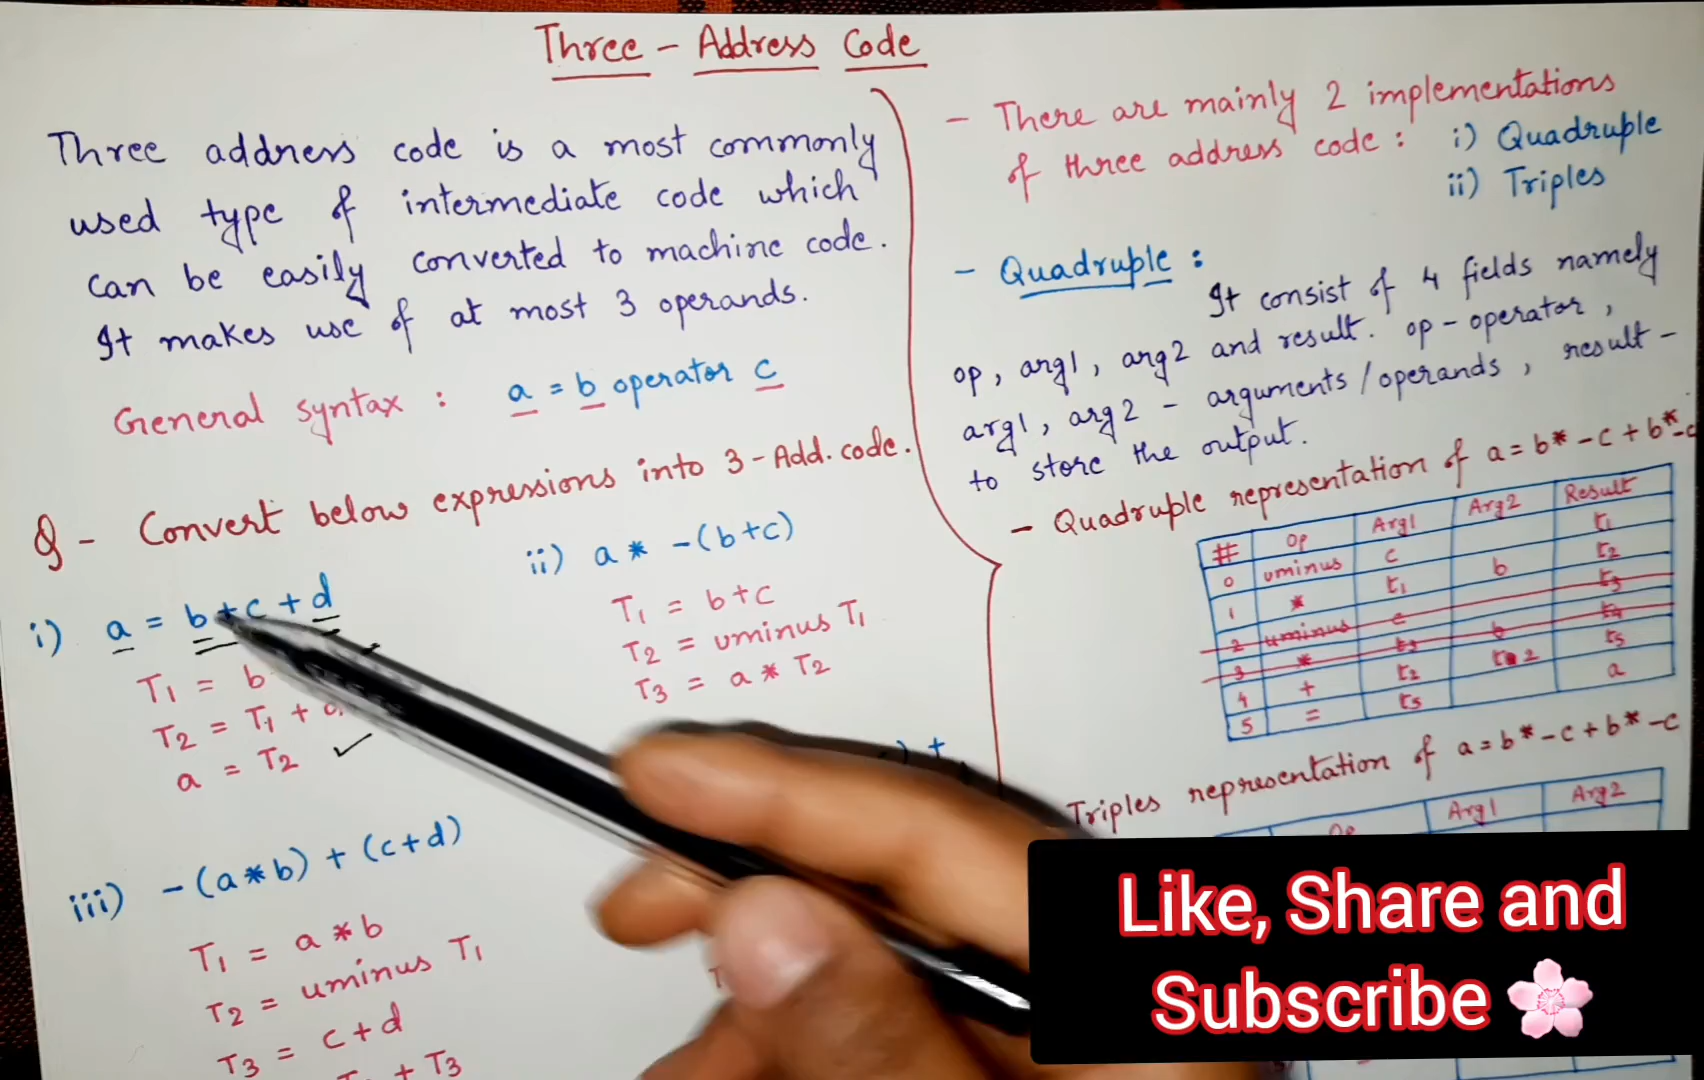 Three - Address Code
Three address code is a most commonly
used type of intermediate code which
can be easily converted to machine code.
It makes use of at most 3 operands.
General syntax : a = b operator c
Q - Convert below expressions into 3-Add. code.
i) a = b + c + d
T1 = b
T2 = T1 +
a = T2 ✓
ii) a * -(b+c)
T1 = b+c
T2 = uminus T1
T3 = a * T2
iii) -(a*b) + (c+d)
T1 = a * b
T2 = uminus T1
T3 = c + d
+ T3
) +
- There are mainly 2 implementations
of three address code : i) Quadruple
ii) Triples
- Quadruple :
It consist of 4 fields namely
op, arg1, arg2 and result. op - operator,
arg1, arg2 - arguments/operands, result -
to store the output.
- Quadruple representation of a = b* -c + b* -c
# Op Arg1 Arg2 Result
0 uminus c t1
1 * t1 b t2
2 uminus c t3
3 * t3 b t4
4 + t2 t2 t5
5 = t5 a
Triples representation of a = b* -c + b* -c
Op Arg1 Arg2
Like, Share and
Subscribe 🌸